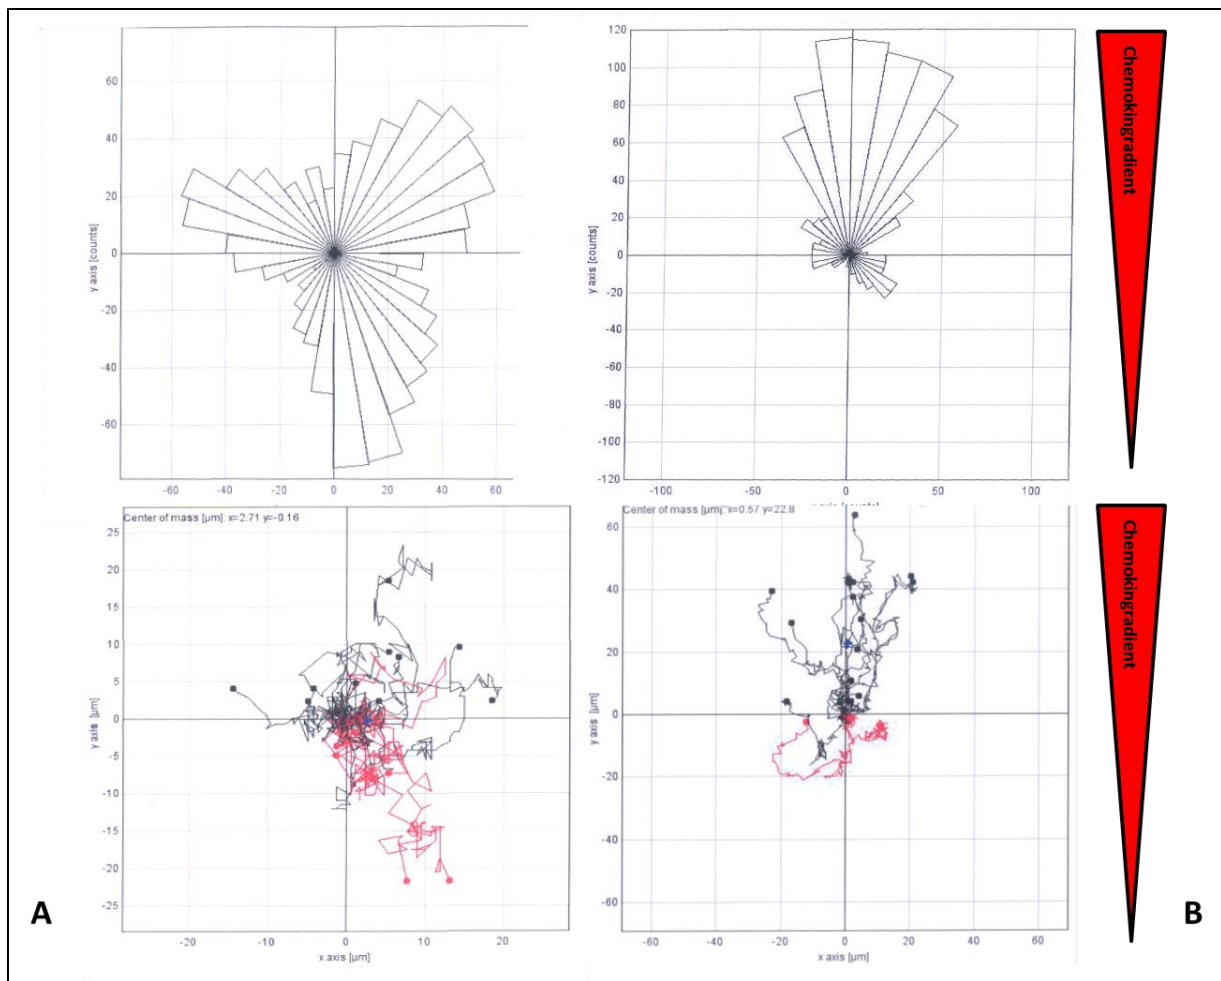 60
40
20
0
-20
-40
-60
y axis [counts]
-60 -40 -20 0 20 40 60
120
100
80
60
40
20
0
-20
-40
-60
-80
-100
-120
y axis [counts]
-100 -50 0 50 100
Chemokingradient
Center of mass [µm]: x=2.71 y=-0.16
25
20
15
10
5
0
-5
-10
-15
-20
-25
y axis [µm]
-20 -10 0 10 20
x axis [µm]
A
Center of mass [µm]: x=0.57 y=22.8
60
40
20
0
-20
-40
-60
y axis [µm]
-60 -40 -20 0 20 40 60
x axis [µm]
Chemokingradient
B